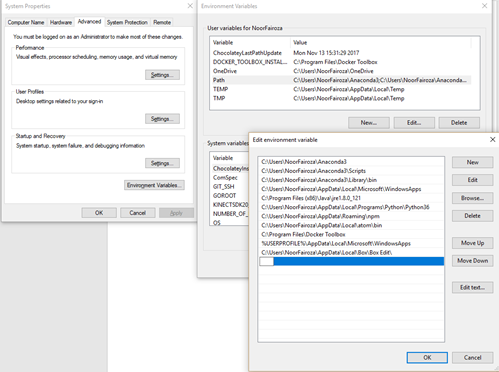 System Properties
Computer Name
Hardware
Advanced
System Protection
Remote
You must be logged on as an Administrator to make most of these changes.
Performance
Visual effects, processor scheduling, memory usage, and virtual memory
Settings...
User Profiles
Desktop settings related to your sign-in
Settings...
Startup and Recovery
System startup, system failure, and debugging information
Settings...
Environment Variables...
OK
Cancel
Apply
Environment Variables
User variables for NoorFairoza
Variable Value
ChocolateyLastPathUpdate Mon Nov 13 15:31:29 2017
DOCKER_TOOLBOX_INSTAL... C:\Program Files\Docker Toolbox
OneDrive C:\Users\NoorFairoza\OneDrive
Path C:\Users\NoorFairoza\Anaconda3;C:\Users\NoorFairoza\Anaconda...
TEMP C:\Users\NoorFairoza\AppData\Local\Temp
TMP C:\Users\NoorFairoza\AppData\Local\Temp
New...
Edit...
Delete
System variables
Variable
ChocolateyIns
ComSpec
GIT_SSH
GOROOT
KINECTSDK20
NUMBER_OF_
OS
Edit environment variable
C:\Users\NoorFairoza\Anaconda3
C:\Users\NoorFairoza\Anaconda3\Scripts
C:\Users\NoorFairoza\Anaconda3\Library\bin
C:\Users\NoorFairoza\AppData\Local\Microsoft\WindowsApps
C:\Program Files (x86)\Java\jre1.8.0_121
C:\Users\NoorFairoza\AppData\Local\Programs\Python\Python36
C:\Users\NoorFairoza\AppData\Roaming\npm
C:\Users\NoorFairoza\AppData\Local\atom\bin
C:\Program Files\Docker Toolbox
%USERPROFILE%\AppData\Local\Microsoft\WindowsApps
C:\Users\NoorFairoza\AppData\Local\Box\Box Edit\
New
Edit
Browse...
Delete
Move Up
Move Down
Edit text...
OK
Cancel